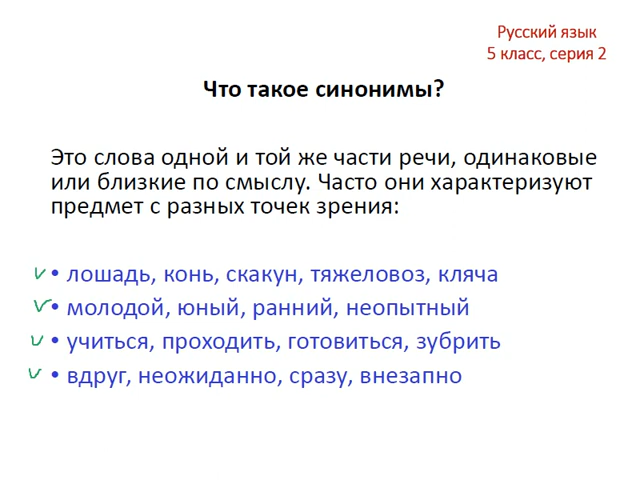 Русский язык
5 класс, серия 2
Что такое синонимы?
Это слова одной и той же части речи, одинаковые
или близкие по смыслу. Часто они характеризуют
предмет с разных точек зрения:
• лошадь, конь, скакун, тяжеловоз, кляча
• молодой, юный, ранний, неопытный
• учиться, проходить, готовиться, зубрить
• вдруг, неожиданно, сразу, внезапно